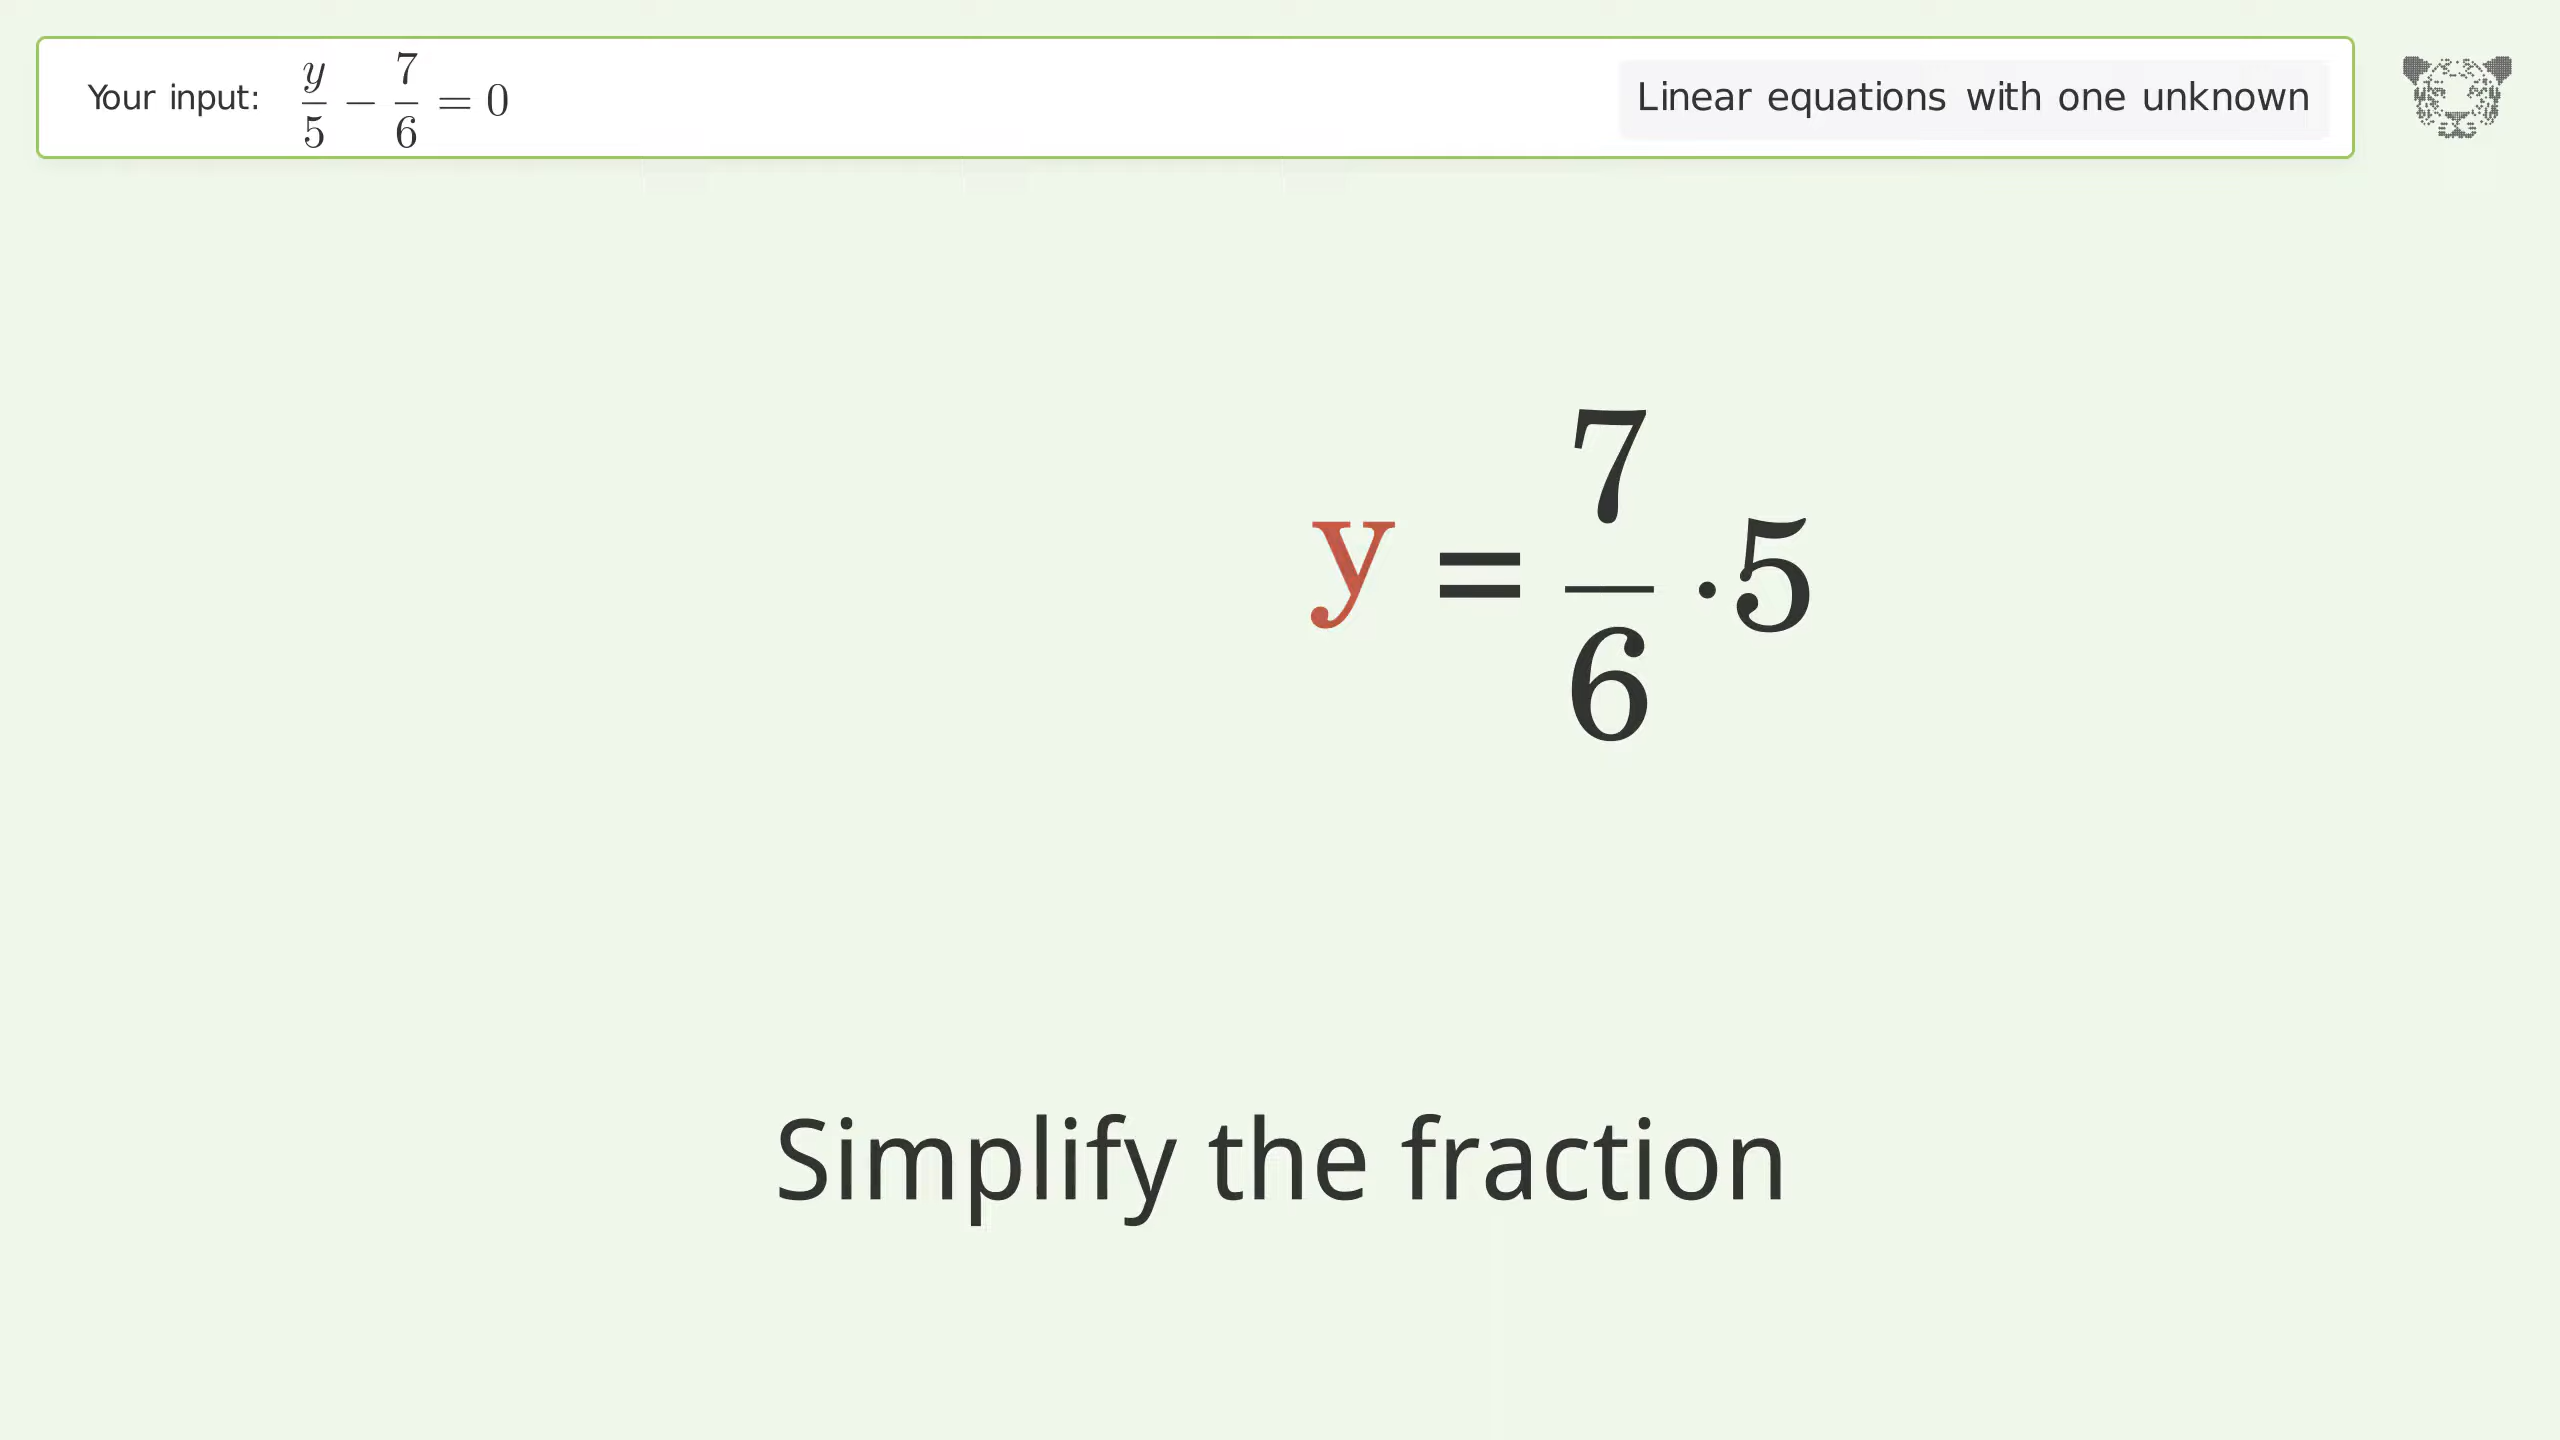 Your input: y/5 − 7/6 = 0
Linear equations with one unknown
y = 7/6 · 5
Simplify the fraction